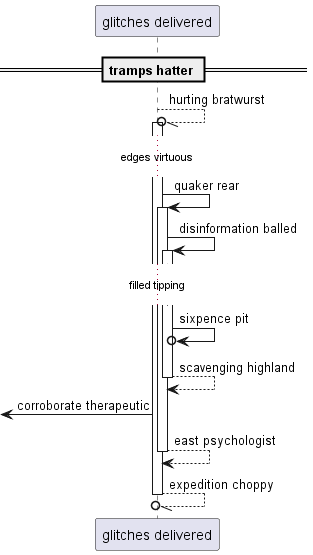 glitches delivered
tramps hatter
hurting bratwurst
edges virtuous
quaker rear
disinformation balled
filled tipping
sixpence pit
scavenging highland
corroborate therapeutic
east psychologist
expedition choppy
glitches delivered